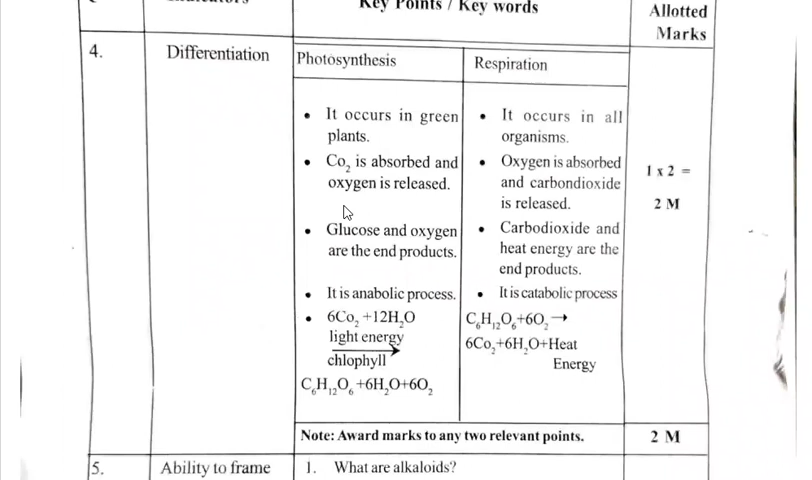 Key Points / Key words
Allotted
Marks
4.
Differentiation
Photosynthesis
Respiration
• It occurs in green
plants.
• Co₂ is absorbed and
oxygen is released.
• Glucose and oxygen
are the end products.
• It is anabolic process.
• 6Co₂ +12H₂O
light energy
chlophyll
C₆H₁₂O₆ +6H₂O+6O₂
• It occurs in all
organisms.
• Oxygen is absorbed
and carbondioxide
is released.
• Carbodioxide and
heat energy are the
end products.
• It is catabolic process
C₆H₁₂O₆+6O₂→
6Co₂+6H₂O+Heat
Energy
1 x 2 =
2 M
Note: Award marks to any two relevant points.
2 M
5.
Ability to frame
1. What are alkaloids?